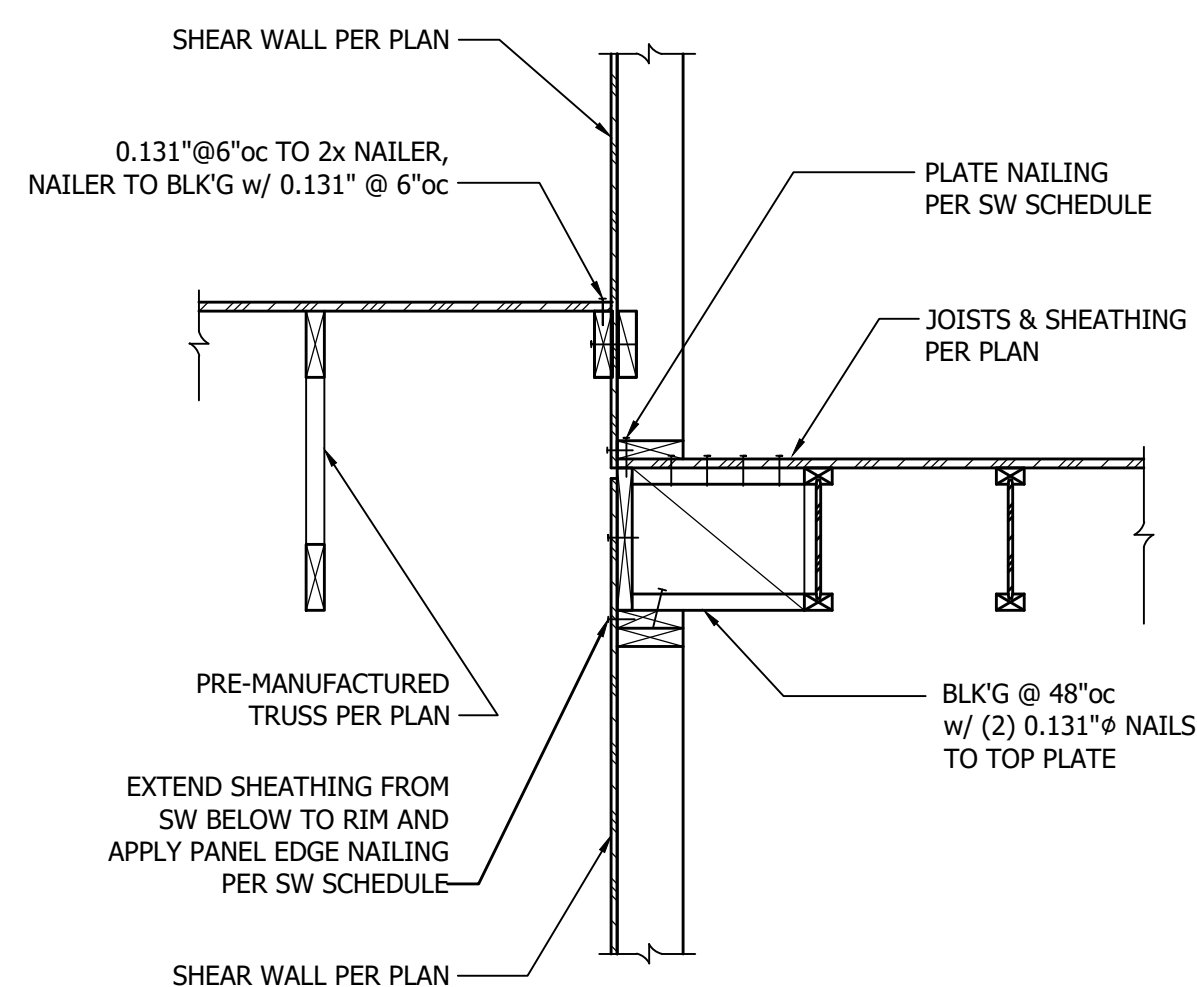 SHEAR WALL PER PLAN
0.131"@6"oc TO 2x NAILER,
NAILER TO BLK'G w/ 0.131" @ 6"oc
PLATE NAILING
PER SW SCHEDULE
JOISTS & SHEATHING
PER PLAN
PRE-MANUFACTURED
TRUSS PER PLAN
BLK'G @ 48"oc
w/ (2) 0.131"ϕ NAILS
TO TOP PLATE
EXTEND SHEATHING FROM
SW BELOW TO RIM AND
APPLY PANEL EDGE NAILING
PER SW SCHEDULE
SHEAR WALL PER PLAN